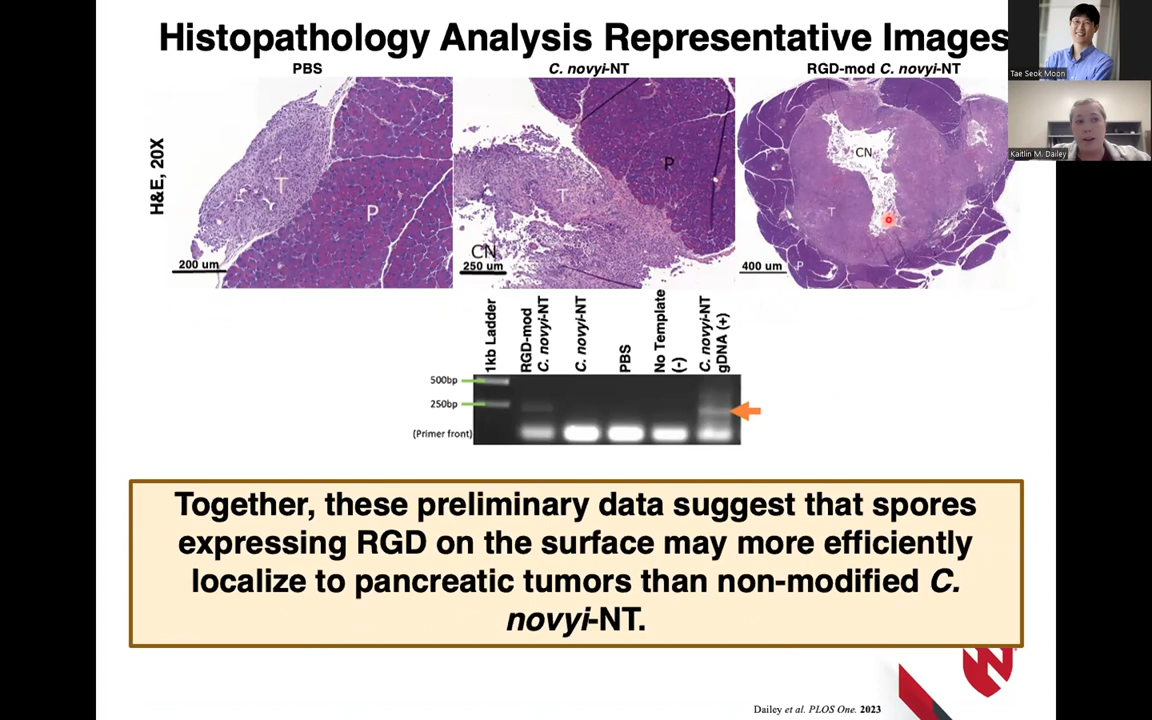 Histopathology Analysis Representative Images
Tae Seok Moon
Kaitlin M. Dailey
PBS
C. novyi-NT
RGD-mod C. novyi-NT
H&E, 20X
T
P
200 um
P
T
CN
250 um
CN
T
P
400 um
1kb Ladder
RGD-mod
C. novyi-NT
C. novyi-NT
PBS
No Template
(-)
C. novyi-NT
gDNA (+)
500bp
250bp
(Primer front)
Together, these preliminary data suggest that spores
expressing RGD on the surface may more efficiently
localize to pancreatic tumors than non-modified C.
novyi-NT.
N
Dailey et al. PLOS One. 2023